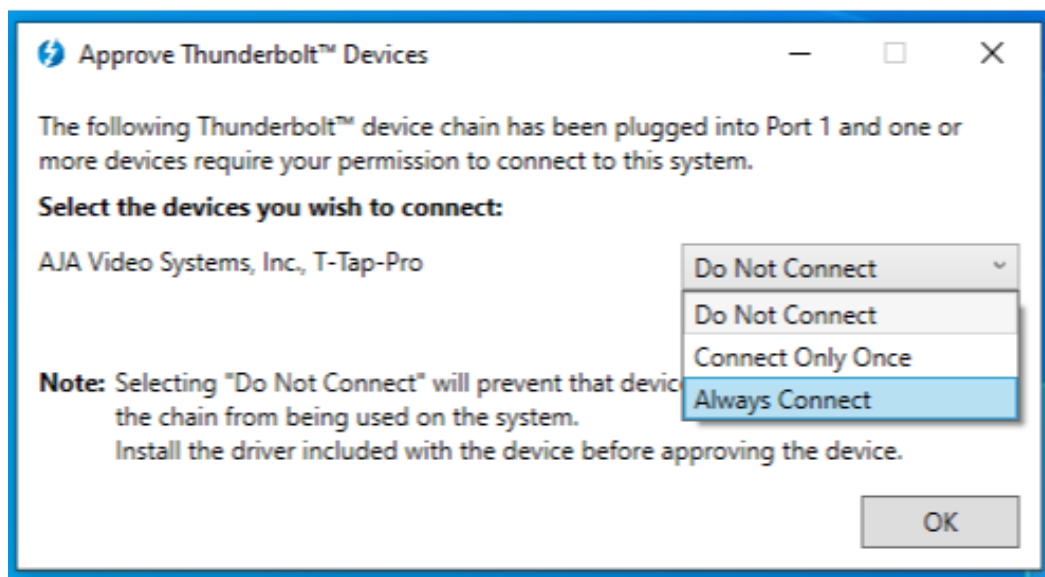 Approve Thunderbolt™ Devices
The following Thunderbolt™ device chain has been plugged into Port 1 and one or
more devices require your permission to connect to this system.
Select the devices you wish to connect:
AJA Video Systems, Inc., T-Tap-Pro
Do Not Connect
Do Not Connect
Connect Only Once
Always Connect
Note: Selecting "Do Not Connect" will prevent that
the chain from being used on the system.
Install the driver included with the device before approving the device.
OK